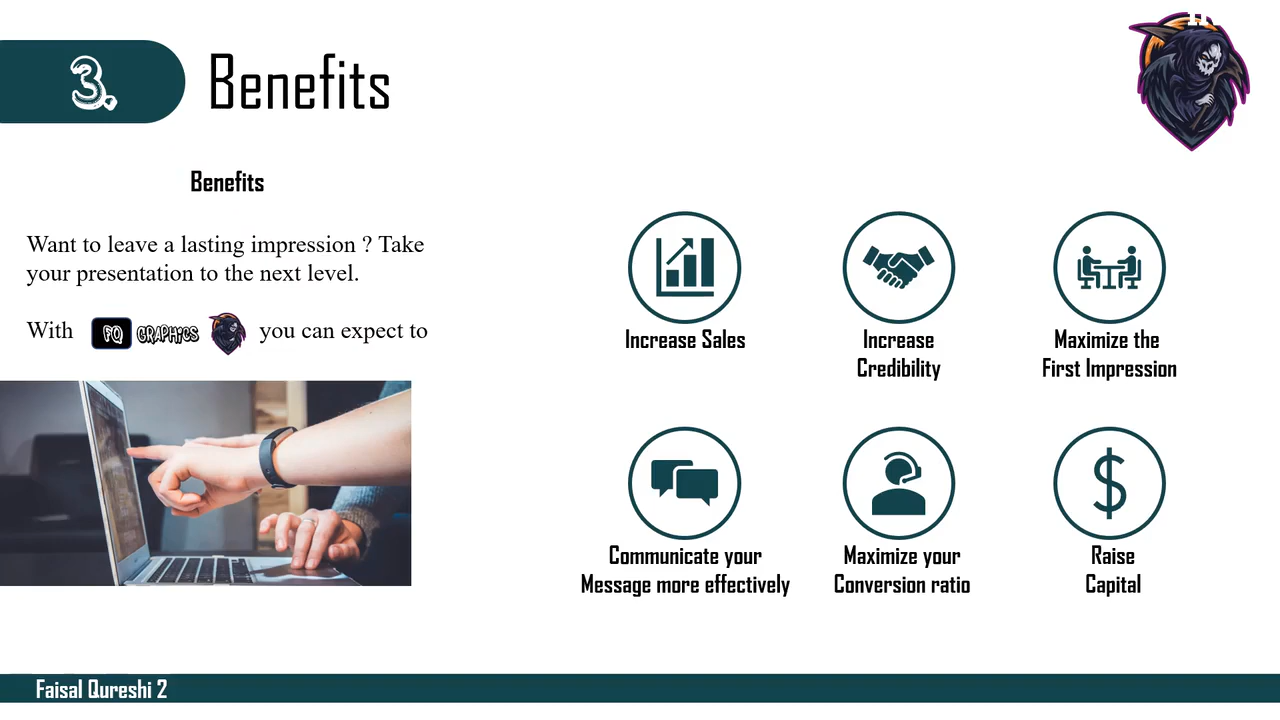 3.
Benefits
Benefits
Want to leave a lasting impression ? Take
your presentation to the next level.
With FQ GRAPHiCS you can expect to
Increase Sales
Increase
Credibility
Maximize the
First Impression
Communicate your
Message more effectively
Maximize your
Conversion ratio
Raise
Capital
Faisal Qureshi 2